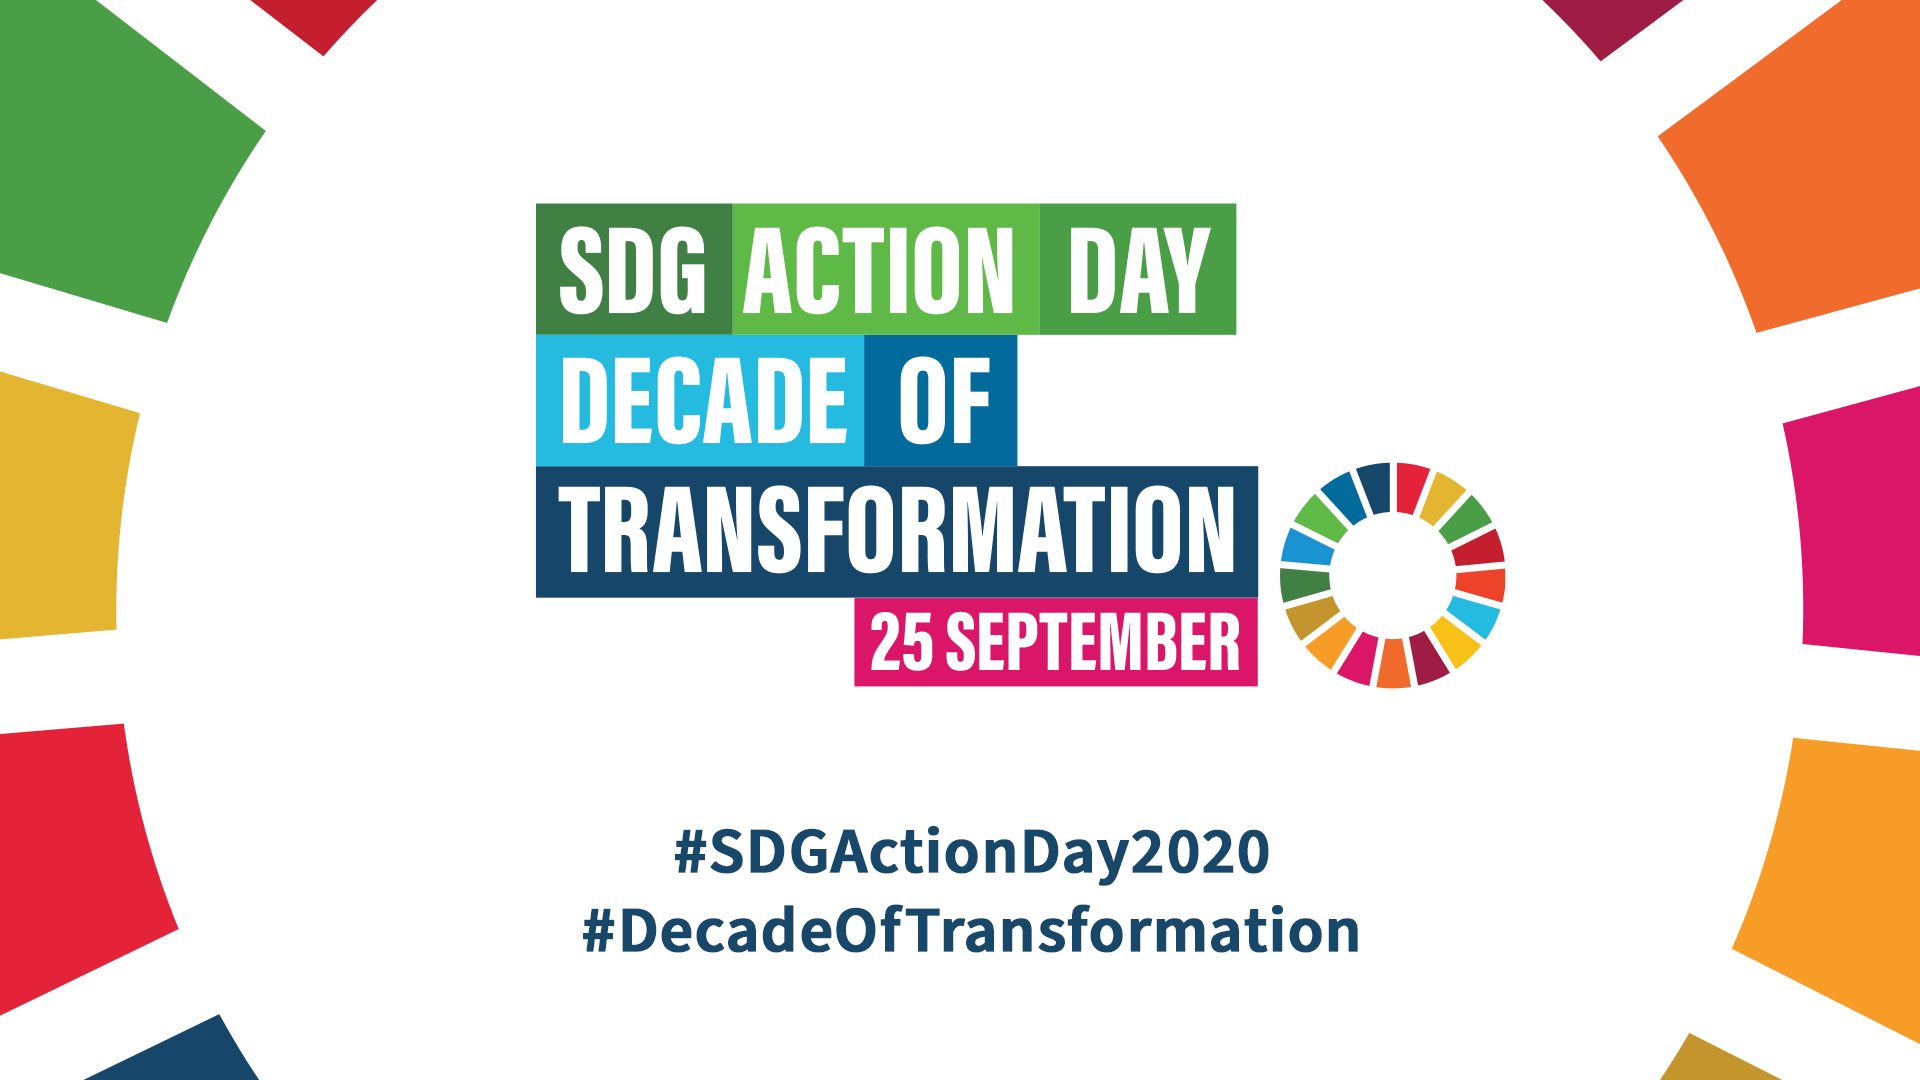 SDG ACTION DAY
DECADE OF
TRANSFORMATION
25 SEPTEMBER
#SDGActionDay2020
#DecadeOfTransformation